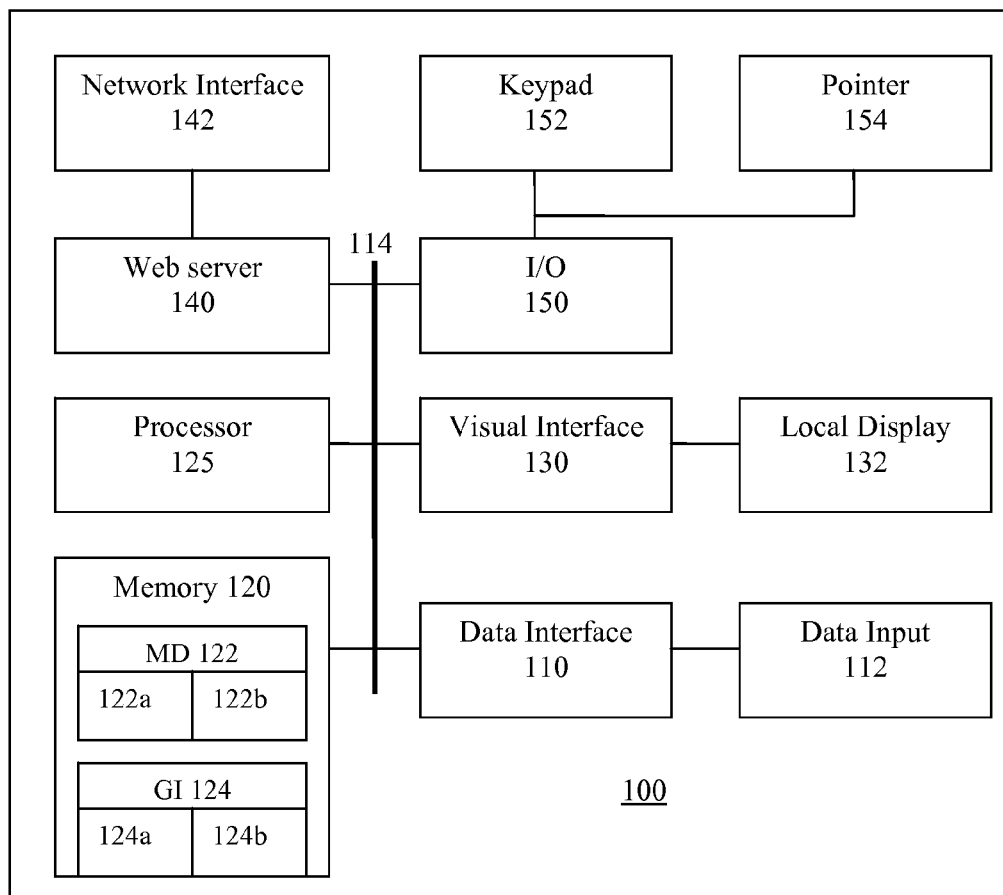 Network Interface
142
Keypad
152
Pointer
154
114
Web server
140
I/O
150
Processor
125
Visual Interface
130
Local Display
132
Memory 120
MD 122
122a
122b
GI 124
124a
124b
Data Interface
110
Data Input
112
100